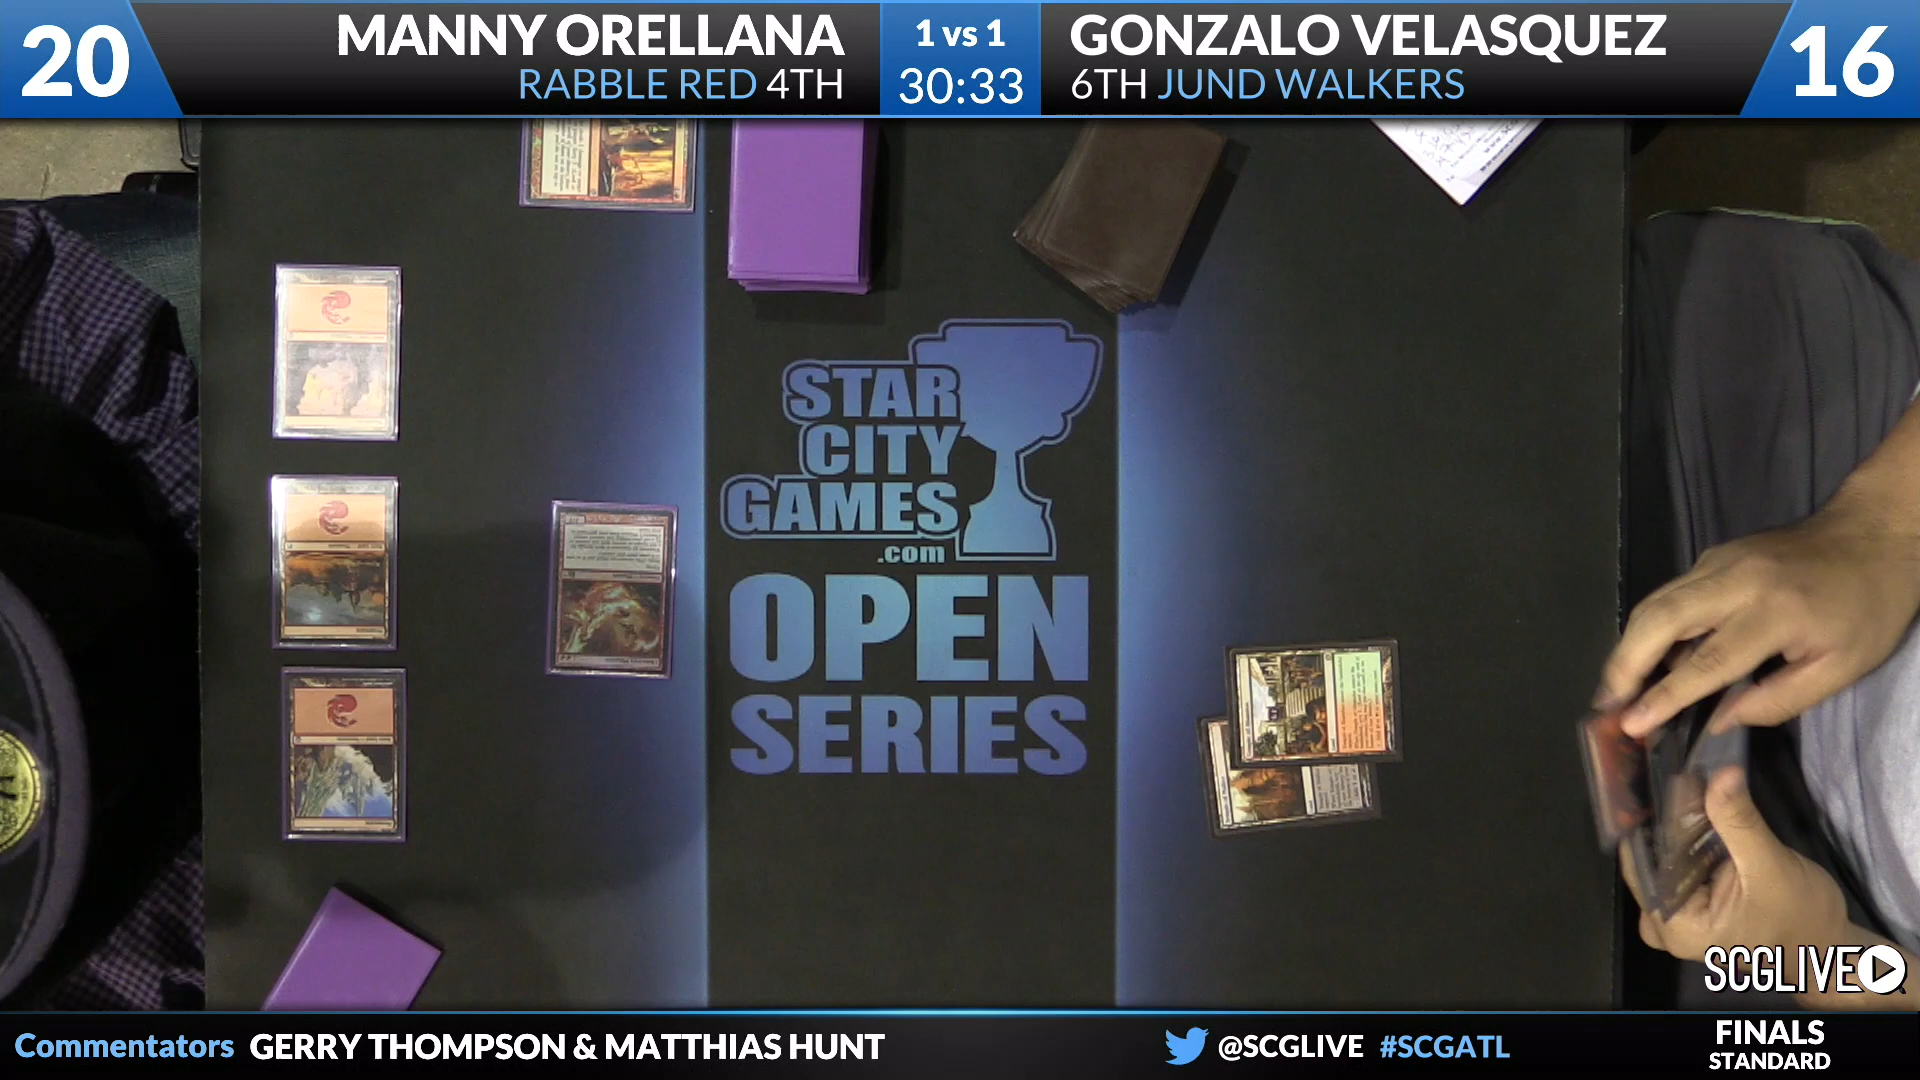 20
MANNY ORELLANA
RABBLE RED 4TH
1 vs 1
30:33
GONZALO VELASQUEZ
6TH JUND WALKERS
16
STAR
CITY
GAMES
.com
OPEN
SERIES
SCGLIVE
Commentators GERRY THOMPSON & MATTHIAS HUNT
@SCGLIVE #SCGATL
FINALS
STANDARD